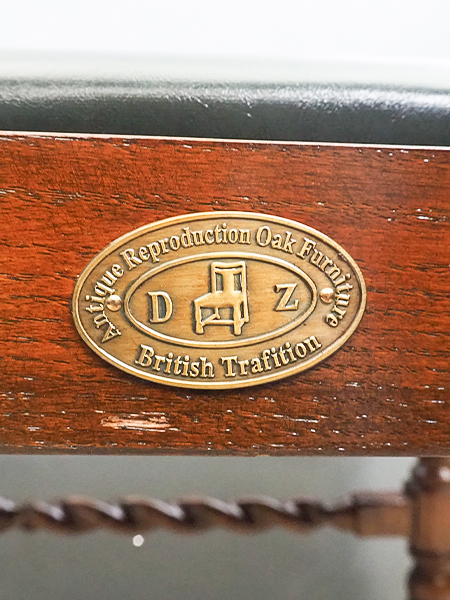 Antique Reproduction Oak Furniture
D Z
British Trafition